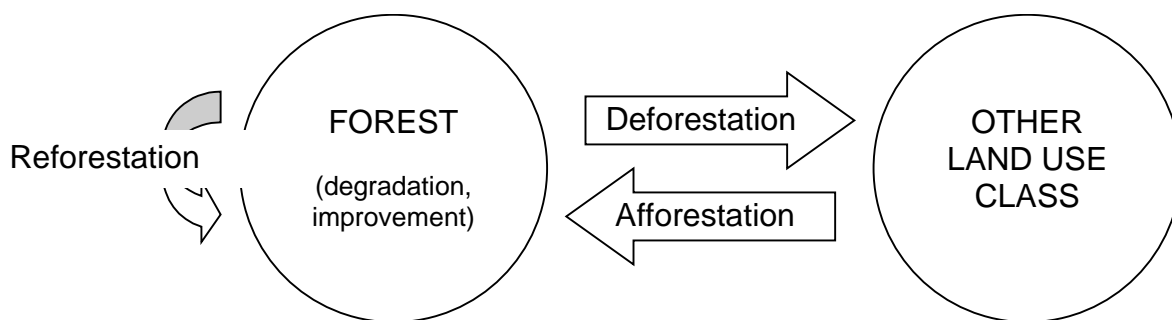 Reforestation
FOREST
(degradation,
improvement)
Deforestation
Afforestation
OTHER
LAND USE
CLASS